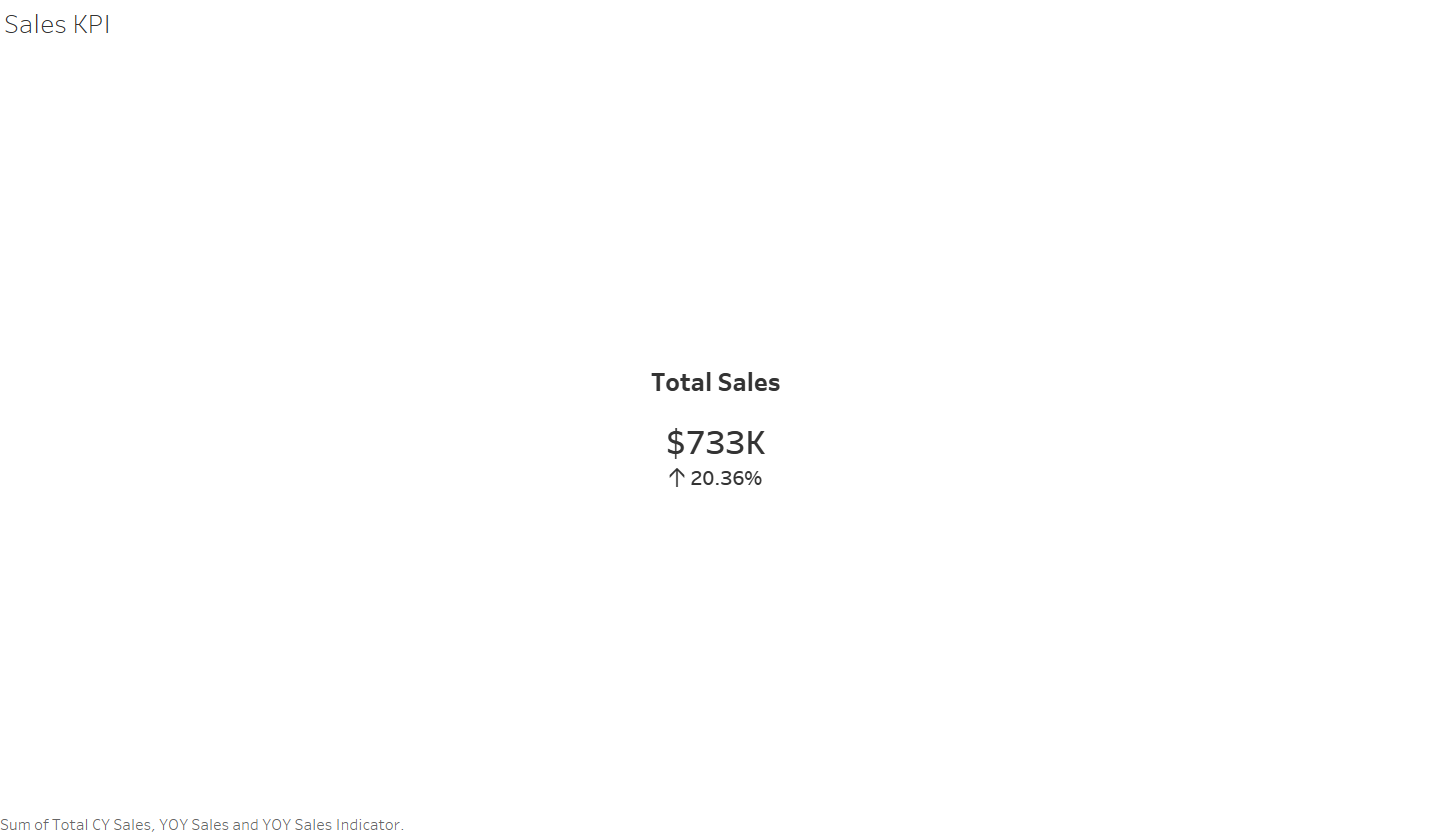 Sales KPI
Total Sales
$733K
↑ 20.36%
Sum of Total CY Sales, YOY Sales and YOY Sales Indicator.